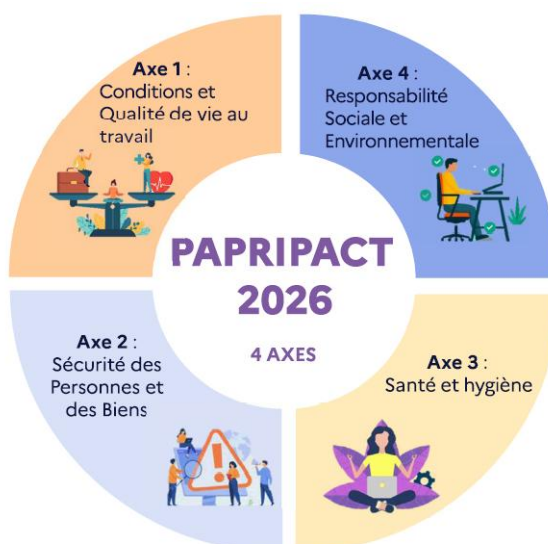 Axe 1 :
Conditions et
Qualité de vie au
travail
Axe 4 :
Responsabilité
Sociale et
Environnementale
PAPRIPACT
2026
4 AXES
Axe 2 :
Sécurité des
Personnes et
des Biens
Axe 3 :
Santé et hygiène